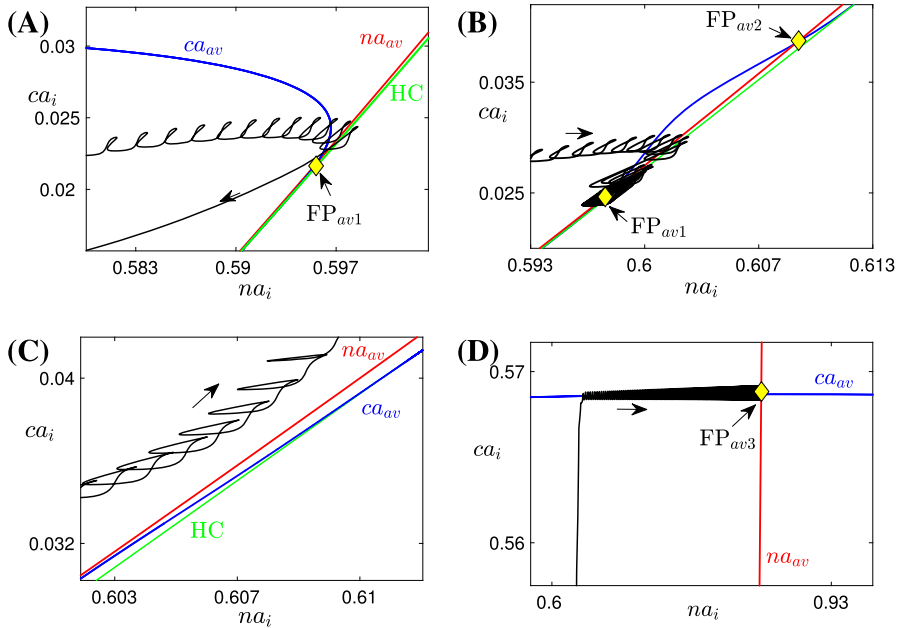 (A)
0.03
ca_i
0.025
0.02
ca_av
na_av
HC
FP_av1
0.583
0.59
0.597
na_i
(B)
0.035
ca_i
0.025
FP_av2
FP_av1
0.593
0.6
0.607
0.613
na_i
(C)
0.04
ca_i
0.032
na_av
ca_av
HC
0.603
0.607
0.61
na_i
(D)
0.57
ca_i
0.56
ca_av
FP_av3
na_av
0.6
0.93
na_i